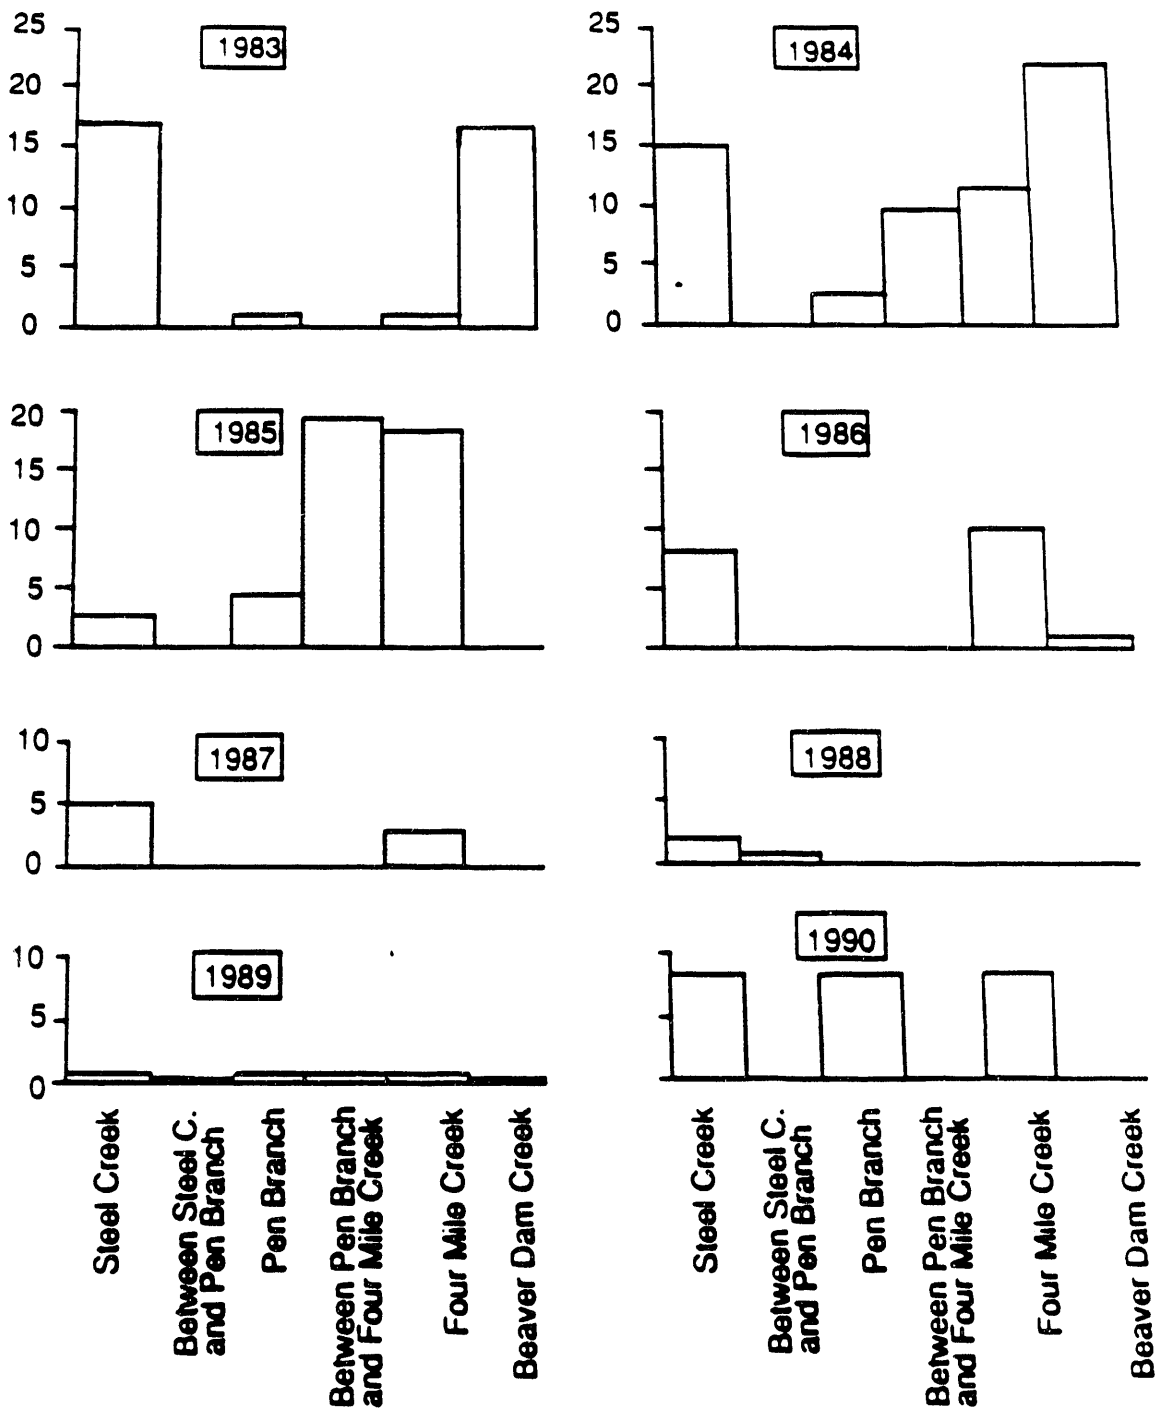 25
20
15
10
5
0
1983
25
20
15
10
5
0
1984
20
15
10
5
0
1985
1986
10
5
0
1987
1988
10
5
0
1989
1990
Steel Creek
Between Steel C.
and Pen Branch
Pen Branch
Between Pen Branch
and Four Mile Creek
Four Mile Creek
Beaver Dam Creek
Steel Creek
Between Steel C.
and Pen Branch
Pen Branch
Between Pen Branch
and Four Mile Creek
Four Mile Creek
Beaver Dam Creek